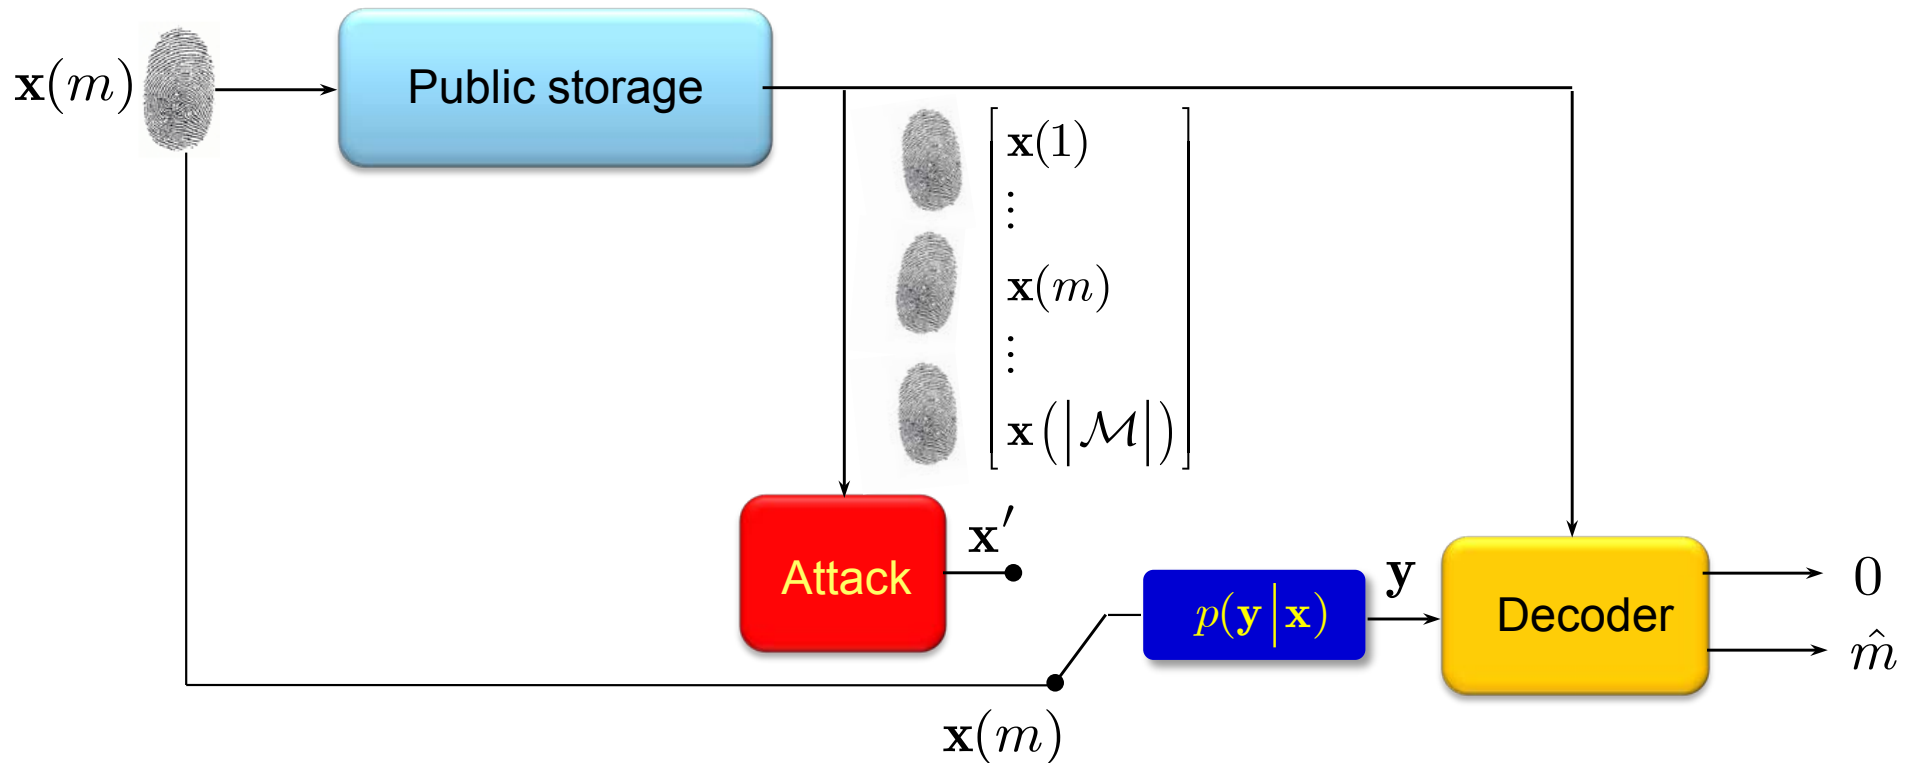 x(m)
Public storage
x(1)
⋮
x(m)
⋮
x(|ℳ|)
Attack
x′
p(y|x)
y
Decoder
0
m̂
x(m)